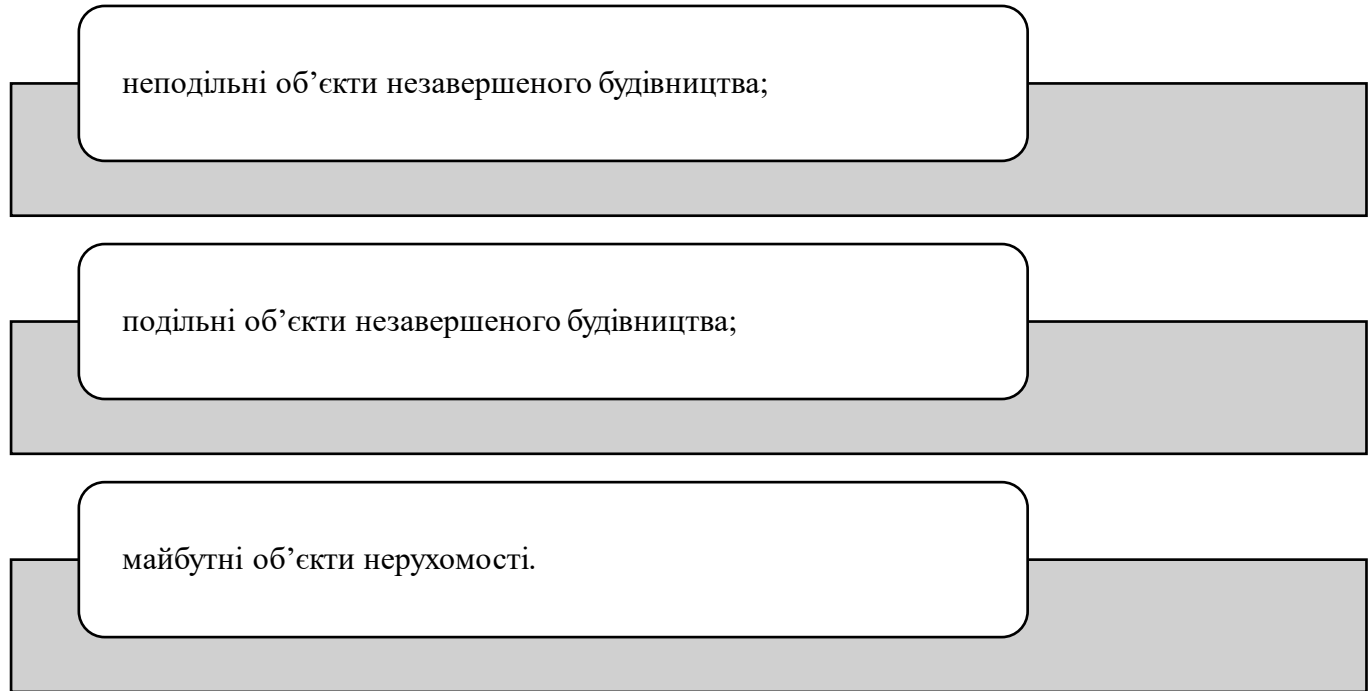 неподільні об’єкти незавершеного будівництва;
подільні об’єкти незавершеного будівництва;
майбутні об’єкти нерухомості.